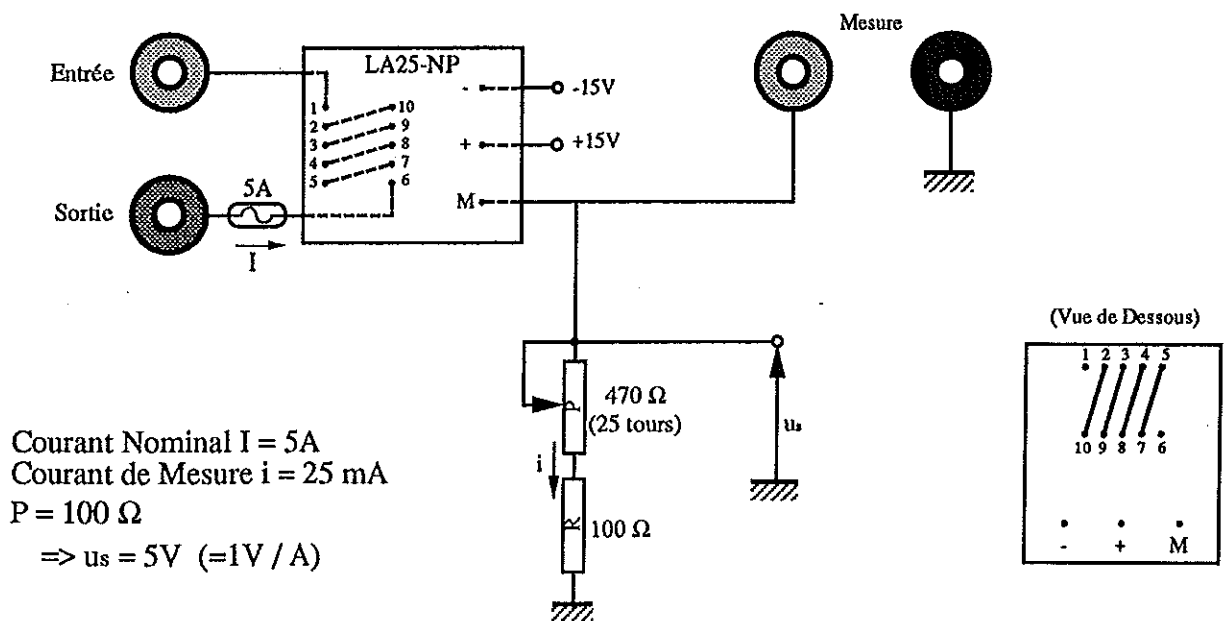 Mesure
Entrée
LA25-NP
- -15V
1 10
2 9
3 8
4 7
5 6
+ +15V
M
Sortie
5A
I
(Vue de Dessous)
1 2 3 4 5
10 9 8 7 6
- + M
P
470 Ω
(25 tours)
us
i
R
100 Ω
Courant Nominal I = 5A
Courant de Mesure i = 25 mA
P = 100 Ω
=> us = 5V (=1V / A)